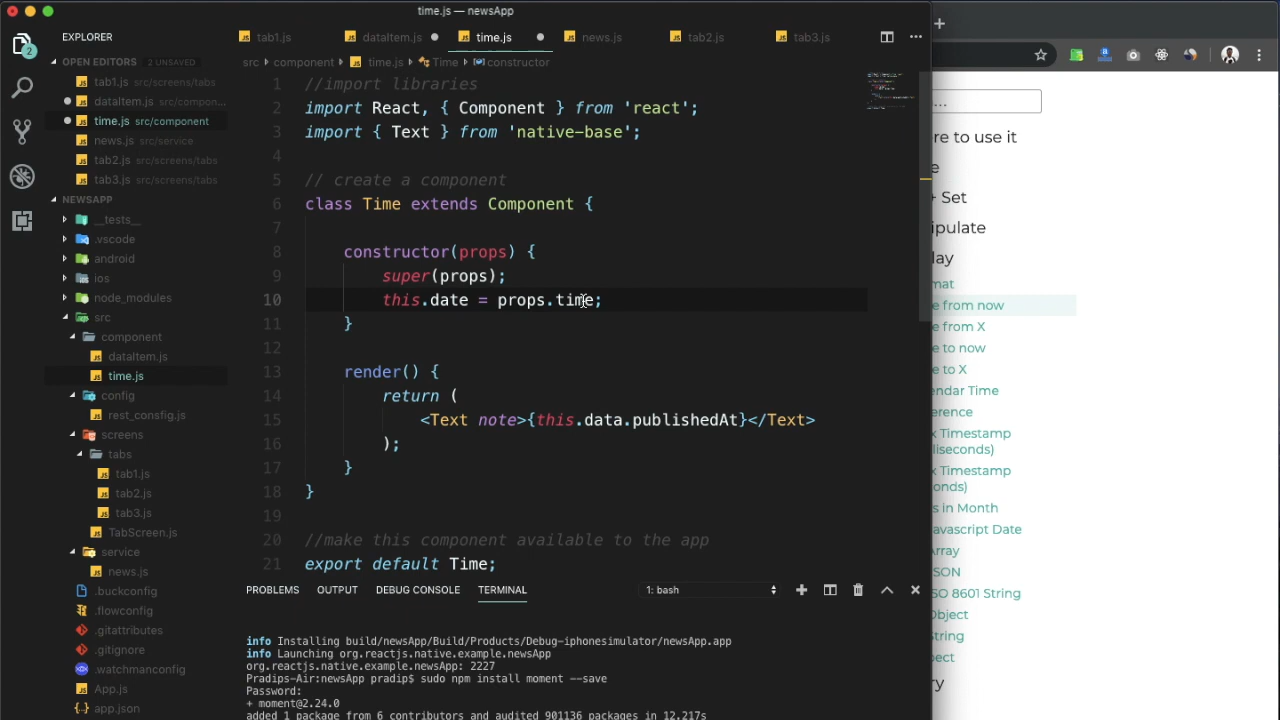 time.js — newsApp
EXPLORER
OPEN EDITORS 2 UNSAVED
tab1.js src/screens/tabs
dataItem.js src/compon...
time.js src/component
news.js src/service
tab2.js src/screens/tabs
tab3.js src/screens/tabs
NEWSAPP
__tests__
.vscode
android
ios
node_modules
src
component
dataItem.js
time.js
config
rest_consfig.js
screens
tabs
tab1.js
tab2.js
tab3.js
TabScreen.js
service
news.js
.buckconfig
.flowconfig
.gitattributes
.gitignore
.watchmanconfig
App.js
app.json
2
tab1.js dataItem.js time.js news.js tab2.js tab3.js
src › component › time.js › Time › constructor
1 //import libraries
2 import React, { Component } from 'react';
3 import { Text } from 'native-base';
4
5 // create a component
6 class Time extends Component {
7
8 constructor(props) {
9 super(props);
10 this.date = props.time;
11 }
12
13 render() {
14 return (
15 <Text note>{this.data.publishedAt}</Text>
16 );
17 }
18 }
19
20 //make this component available to the app
21 export default Time;
PROBLEMS OUTPUT DEBUG CONSOLE TERMINAL 1: bash
info Installing build/newsApp/Build/Products/Debug-iphonesimulator/newsApp.app
info Launching org.reactjs.native.example.newsApp
org.reactjs.native.example.newsApp: 2227
Pradips-Air:newsApp pradip$ sudo npm install moment --save
Password:
+ moment@2.24.0
added 1 package from 6 contributors and audited 901136 packages in 12.217s
...
re to use it
e
+ Set
ipulate
lay
mat
e from now
e from X
e to now
e to X
endar Time
erence
x Timestamp
liseconds)
x Timestamp
onds)
s in Month
avascript Date
Array
SON
SO 8601 String
Object
String
pect
ry